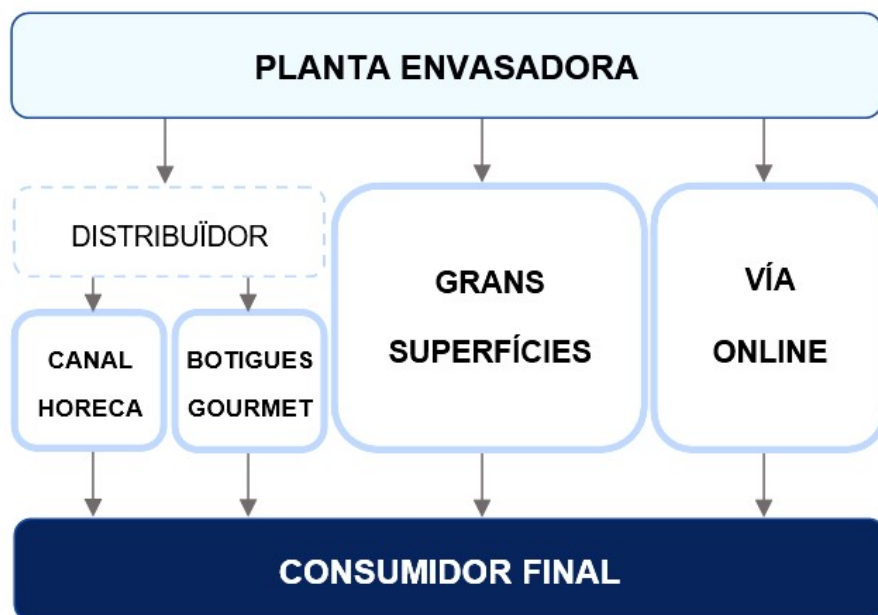 PLANTA ENVASADORA
DISTRIBUÏDOR
CANAL
HORECA
BOTIGUES
GOURMET
GRANS
SUPERFÍCIES
VÍA
ONLINE
CONSUMIDOR FINAL